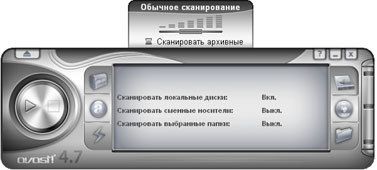 Обычное сканирование
Сканировать архивные
? – X
Сканировать локальные диски: Вкл.
Сканировать сменные носители: Выкл.
Сканировать выбранные папки: Выкл.
avast! 4.7